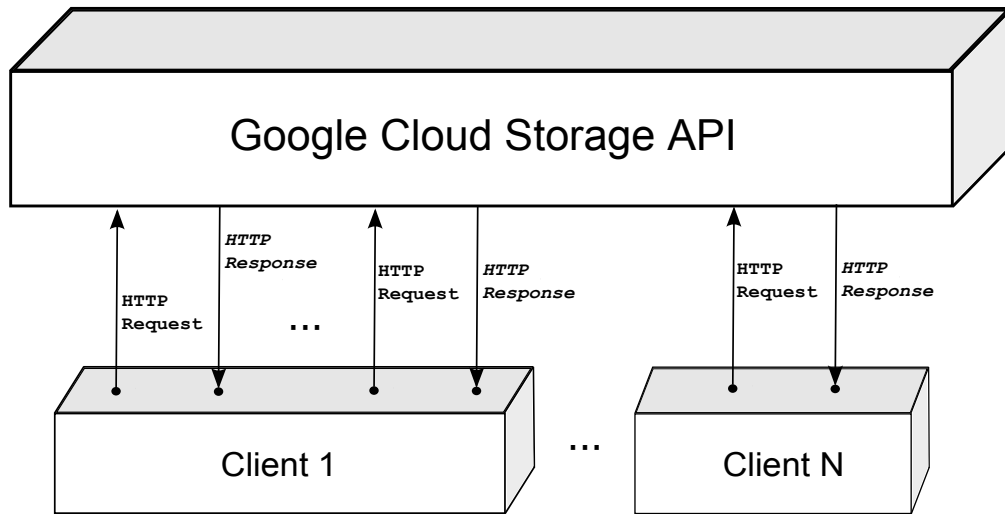 Google Cloud Storage API
HTTP
Response
HTTP
Request
...
HTTP
Request
HTTP
Response
HTTP
Request
HTTP
Response
Client 1
...
Client N